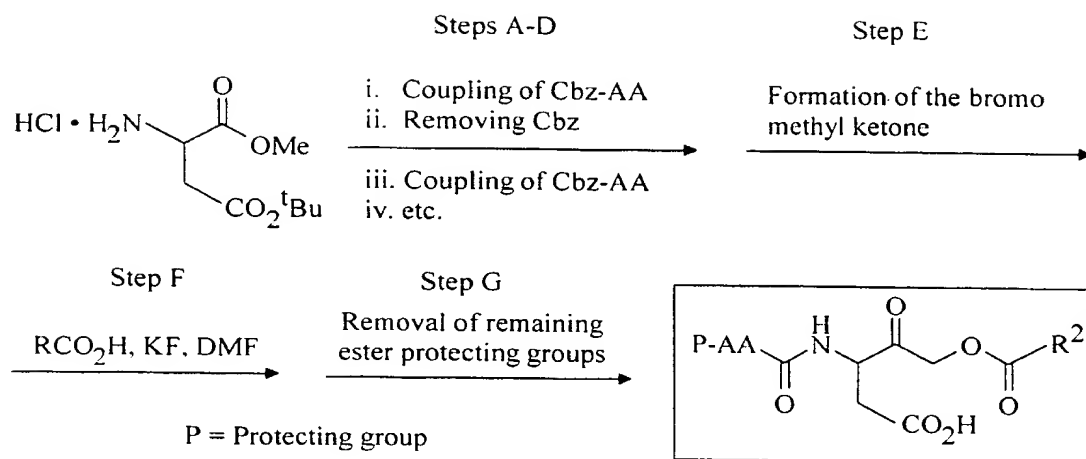 Steps A-D
Step E
i. Coupling of Cbz-AA
ii. Removing Cbz
iii. Coupling of Cbz-AA
iv. etc.
Formation of the bromo
methyl ketone
HCl • H2N
O
OMe
CO2tBu
Step F
RCO2H, KF, DMF
Step G
Removal of remaining
ester protecting groups
P-AA
O
H
N
O
O
O
R2
CO2H
P = Protecting group